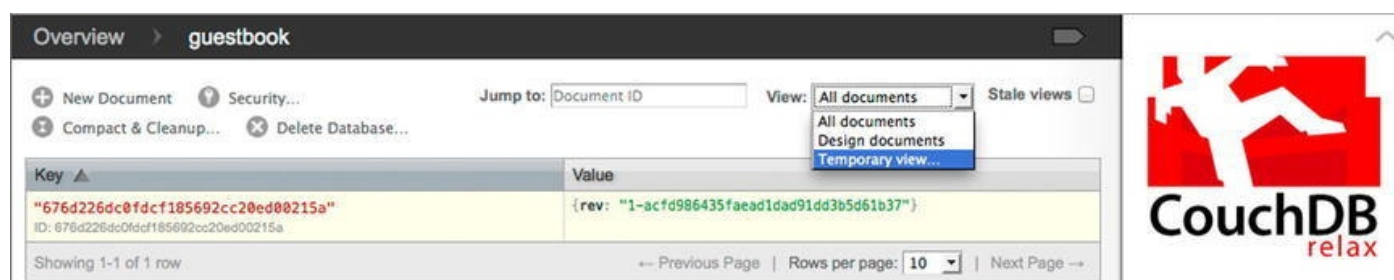 Overview guestbook
New Document Security... Jump to: Document ID View: All documents Stale views
Compact & Cleanup... Delete Database...
All documents
Design documents
Temporary view...
Key Value
"676d226dc0fdcf185692cc20ed00215a" {rev: "1-acfd986435faead1dad91dd3b5d61b37"}
ID: 676d226dc0fdcf185692cc20ed00215a
Showing 1-1 of 1 row ← Previous Page | Rows per page: 10 | Next Page →
CouchDB
relax